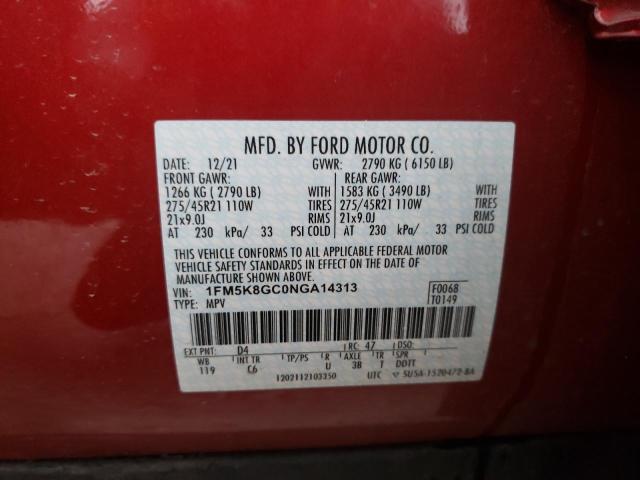 MFD. BY FORD MOTOR CO.
DATE: 12/21 GVWR: 2790 KG ( 6150 LB)
FRONT GAWR: REAR GAWR:
1266 KG ( 2790 LB) WITH 1583 KG ( 3490 LB) WITH
275/45R21 110W TIRES 275/45R21 110W TIRES
21x9.0J RIMS 21x9.0J RIMS
AT 230 kPa/ 33 PSI COLD AT 230 kPa/ 33 PSI COLD
THIS VEHICLE CONFORMS TO ALL APPLICABLE FEDERAL MOTOR
VEHICLE SAFETY STANDARDS IN EFFECT ON THE DATE OF
MANUFACTURE SHOWN ABOVE.
VIN: 1FM5K8GC0NGA14313 F0068
TYPE: MPV T0149
EXT PNT: D4 RC: 47 DSO:
WB INT TR TP/PS R AXLE TR SPR
119 C6 U 3B T DDTT
1202112103350 UTC ▽ 5U5A-1520472-BA